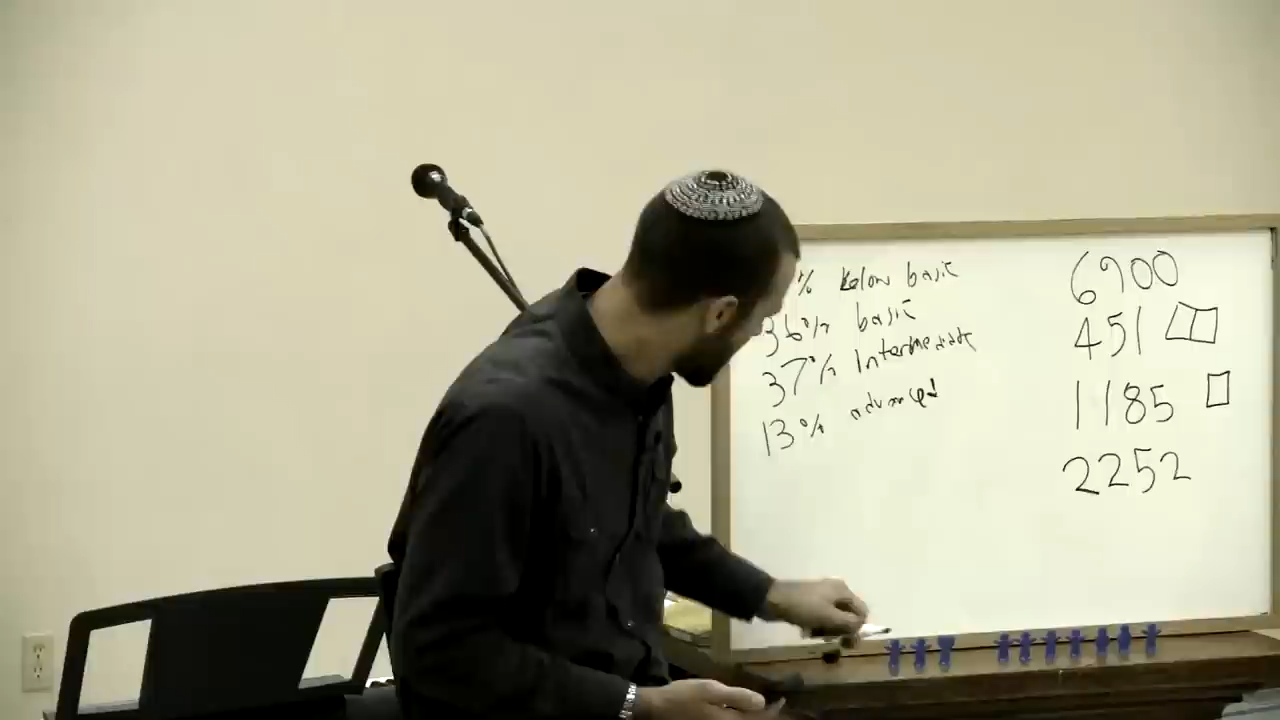 % below basic
36% basic
37% Intermediate
13% advanced
6900
451
1185
2252